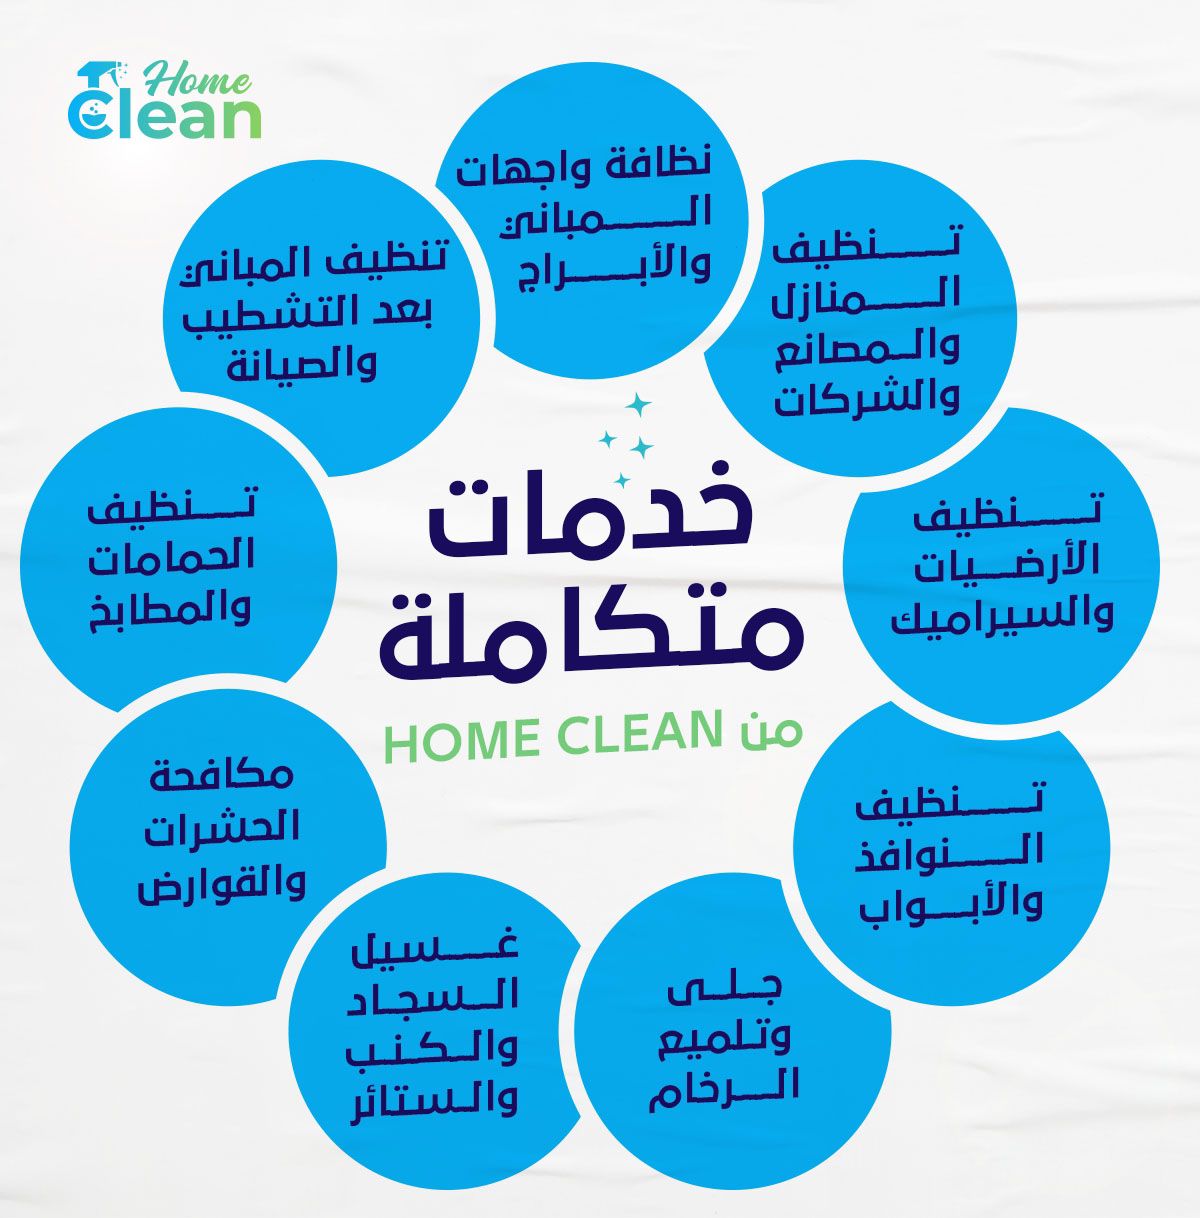 Home
Clean
نظافة واجهات
المباني
والأبراج
تنظيف
المنازل
والمصانع
والشركات
تنظيف
الأرضيات
والسيراميك
تنظيف
النوافذ
والأبواب
جلى
وتلميع
الرخام
غسيل
السجاد
والكنب
والستائر
مكافحة
الحشرات
والقوارض
تنظيف
الحمامات
والمطابخ
تنظيف المباني
بعد التشطيب
والصيانة
خدمات
متكاملة
من HOME CLEAN